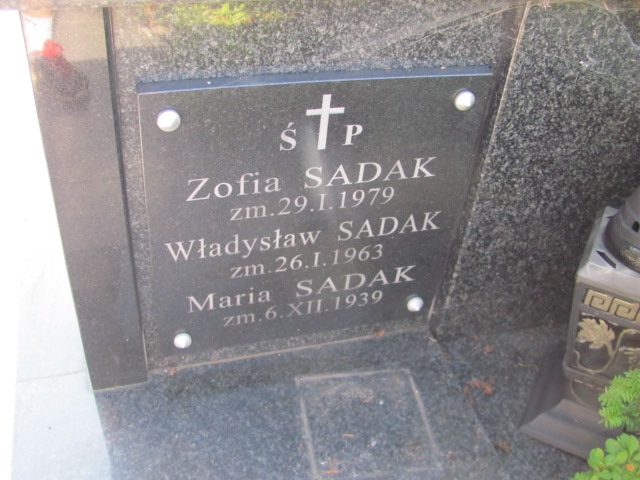 Ś P
Zofia SADAK
zm.29.I.1979
Władysław SADAK
zm.26.I.1963
Maria SADAK
zm.6.XII.1939